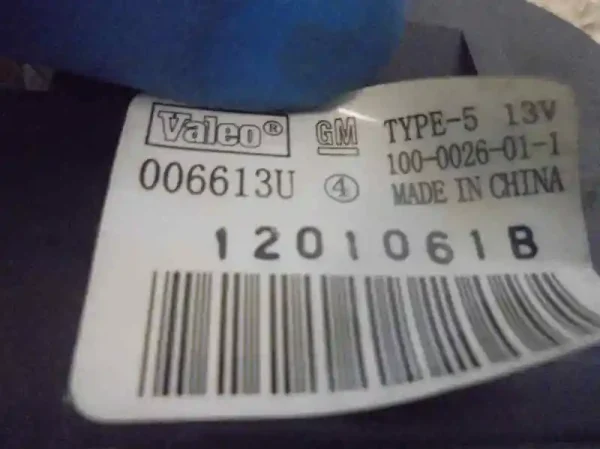 Valeo® GM TYPE-5 13V
006613U ④ 100-0026-01-1
MADE IN CHINA
1201061B